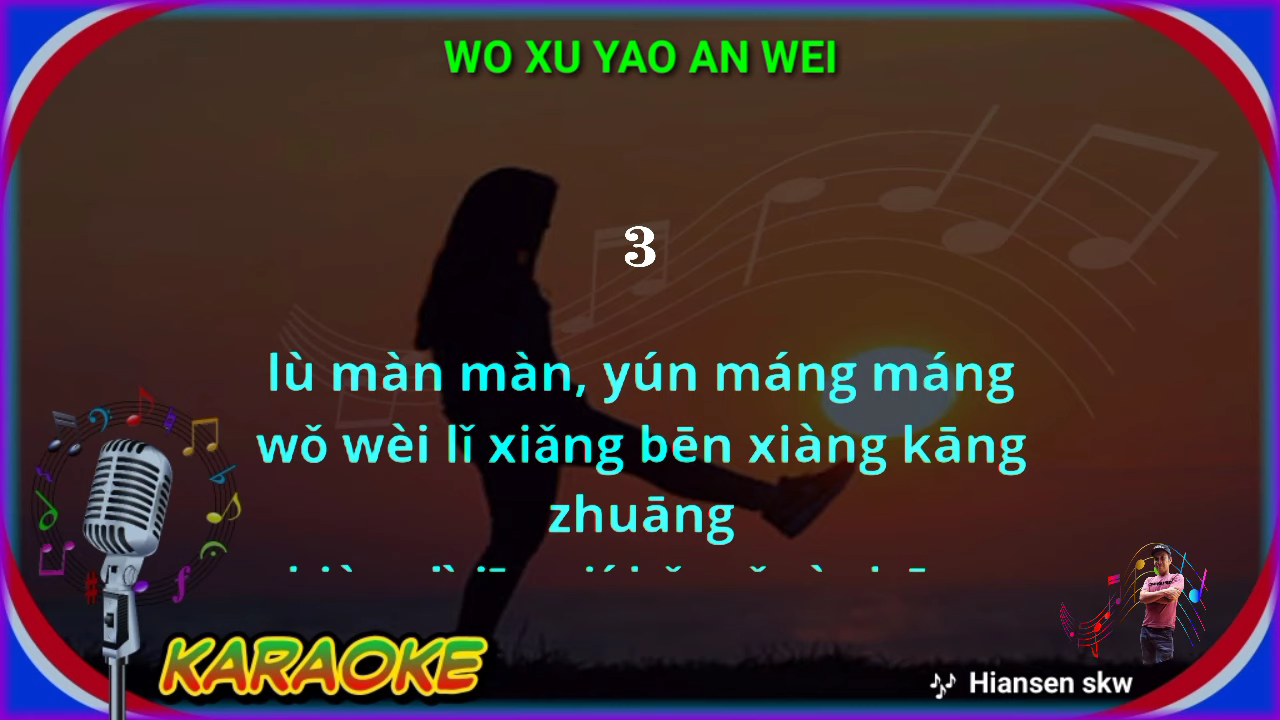 WO XU YAO AN WEI
3
lù màn màn, yún máng máng
wǒ wèi lǐ xiǎng bēn xiàng kāng
zhuāng
KARAOKE
Hiansen skw